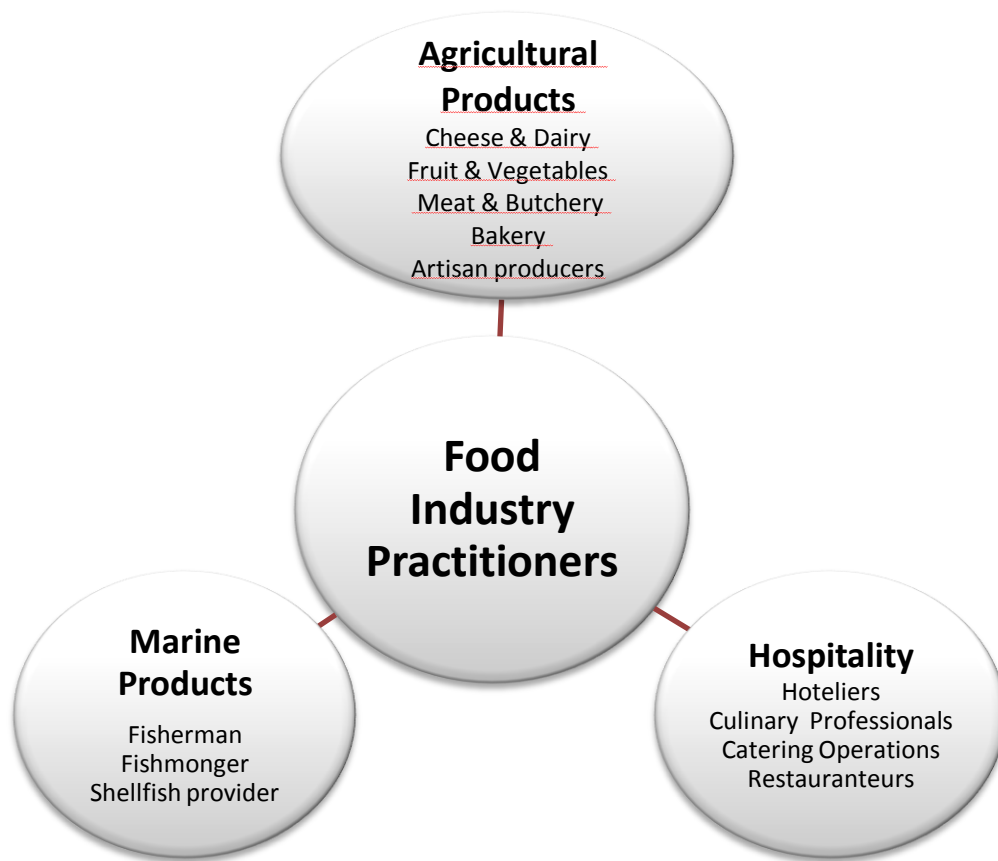 Agricultural
Products
Cheese & Dairy
Fruit & Vegetables
Meat & Butchery
Bakery
Artisan producers
Food
Industry
Practitioners
Marine
Products
Fisherman
Fishmonger
Shellfish provider
Hospitality
Hoteliers
Culinary Professionals
Catering Operations
Restauranteurs